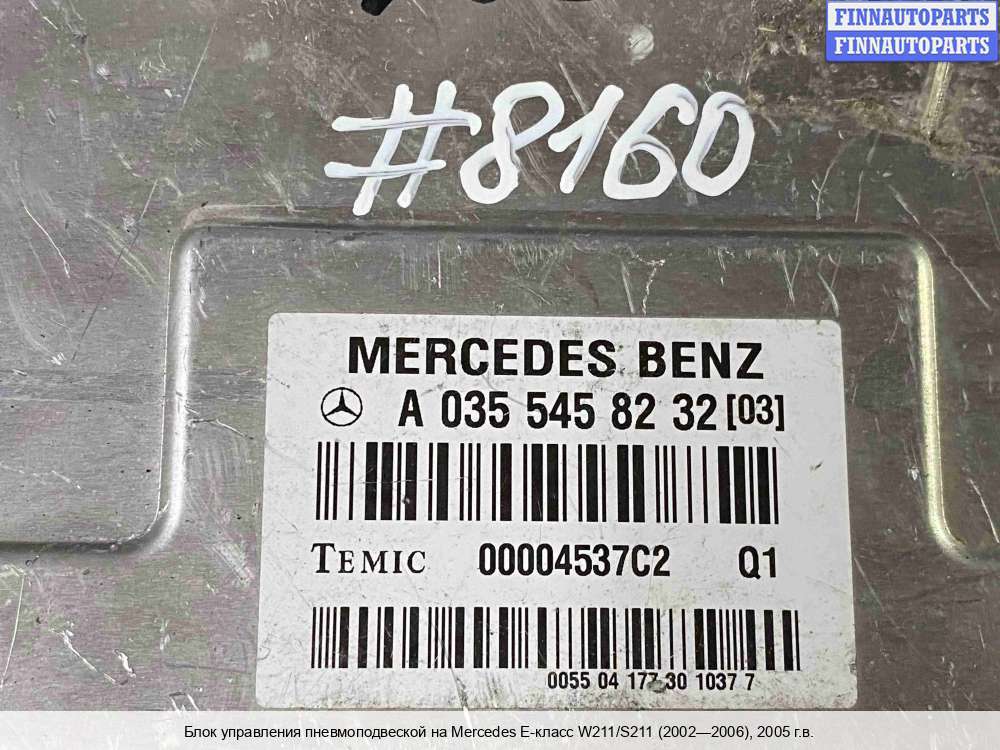 FINNAUTOPARTS
FINNAUTOPARTS
#8160
MERCEDES BENZ
A 035 545 82 32 [03]
TEMIC 00004537C2 Q1
0055 04 177 30 1037 7
Блок управления пневмоподвеской на Mercedes E-класс W211/S211 (2002—2006), 2005 г.в.